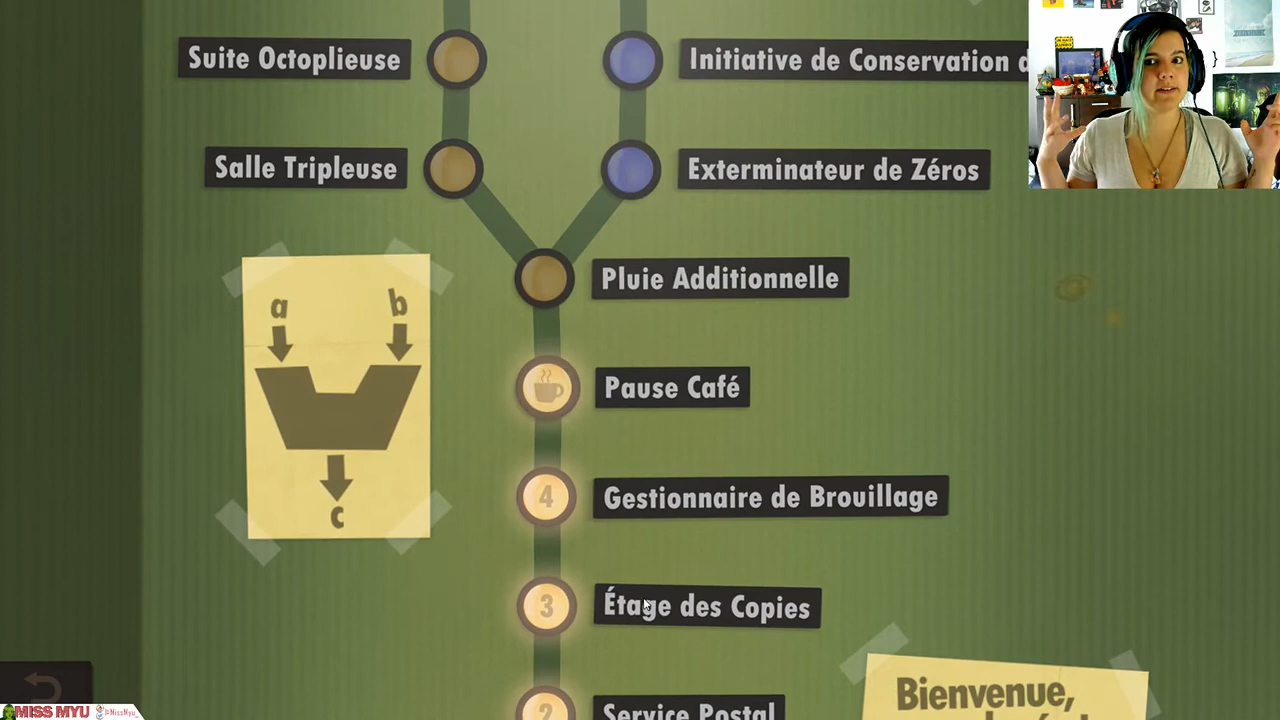 Suite Octoplieuse
Initiative de Conservation d
Salle Tripleuse
Exterminateur de Zéros
Pluie Additionnelle
a
b
Pause Café
4
Gestionnaire de Brouillage
c
3
Étage des Copies
Bienvenue,
2
Service Postal
MISS MYU
@MissMyu_